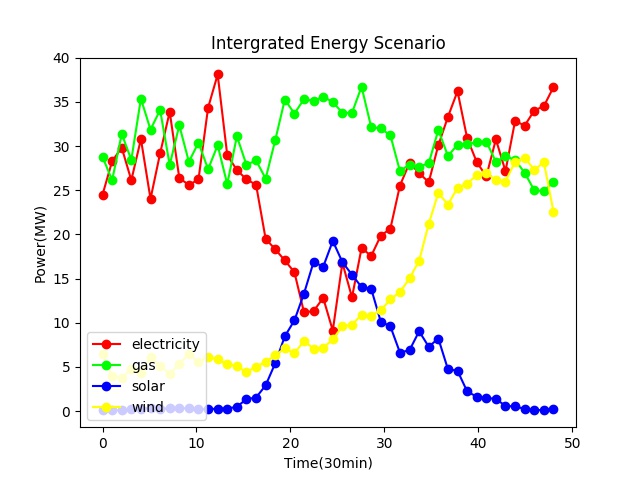 Intergrated Energy Scenario
Power(MW)
40
35
30
25
20
15
10
5
0
electricity
gas
solar
wind
0 10 20 30 40 50
Time(30min)